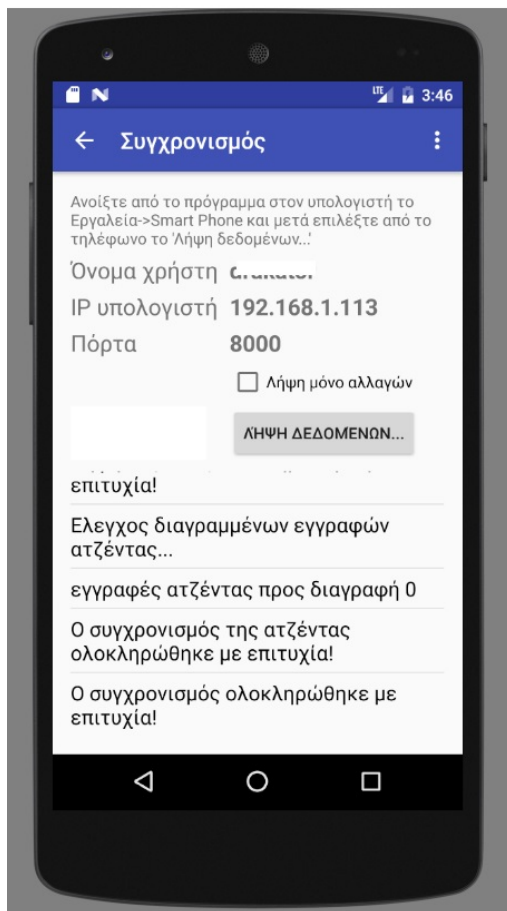 LTE 3:46
Συγχρονισμός
Ανοίξτε από το πρόγραμμα στον υπολογιστή το
Εργαλεία->Smart Phone και μετά επιλέξτε από το
τηλέφωνο το 'Λήψη δεδομένων...'
Όνομα χρήστη
IP υπολογιστή 192.168.1.113
Πόρτα 8000
Λήψη μόνο αλλαγών
ΛΉΨΗ ΔΕΔΟΜΕΝΩΝ...
επιτυχία!
Ελεγχος διαγραμμένων εγγραφών
ατζέντας...
εγγραφές ατζέντας προς διαγραφή 0
Ο συγχρονισμός της ατζέντας
ολοκληρώθηκε με επιτυχία!
Ο συγχρονισμός ολοκληρώθηκε με
επιτυχία!